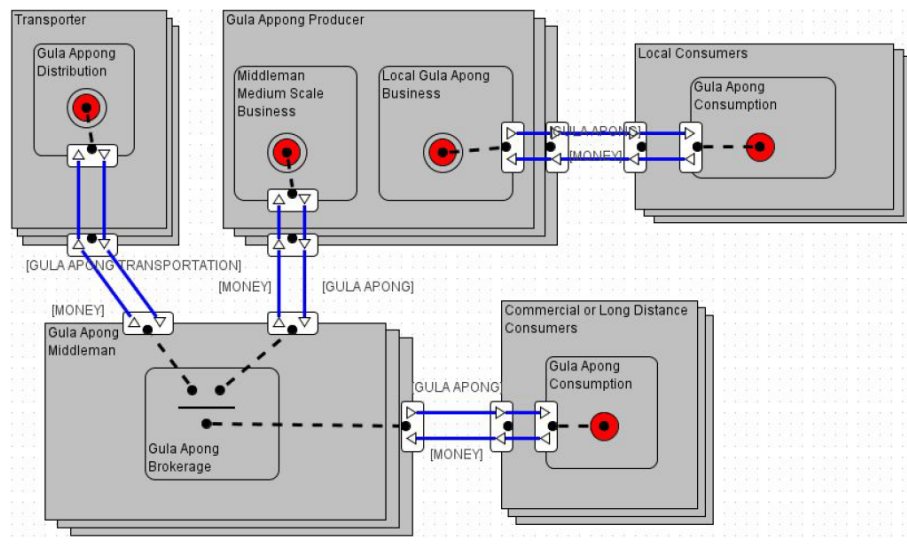 Transporter
Gula Appong
Distribution
Gula Appong Producer
Middleman
Medium Scale
Business
Local Gula Apong
Business
Local Consumers
Gula Apong
Consumption
[GULA APONG]
[MONEY]
[GULA APONG TRANSPORTATION]
[MONEY]
[GULA APONG]
[MONEY]
Gula Apong
Middleman
Gula Apong
Brokerage
Commercial or Long Distance
Consumers
Gula Apong
Consumption
[GULA APONG]
[MONEY]